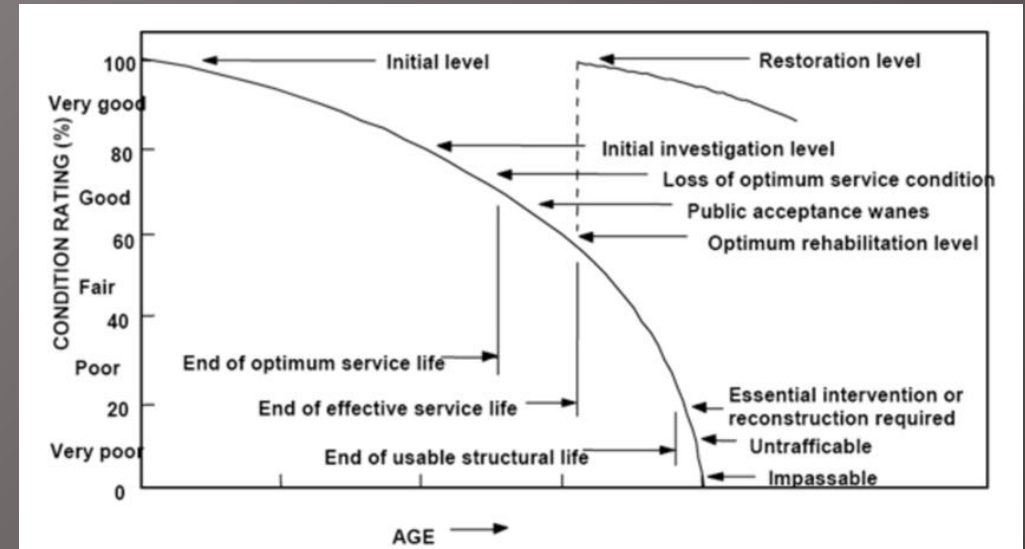 100
Initial level
Restoration level
Very good
80
Initial investigation level
Loss of optimum service condition
Good
Public acceptance wanes
60
Optimum rehabilitation level
CONDITION RATING (%)
Fair
40
Poor
End of optimum service life
20
End of effective service life
Essential intervention or
reconstruction required
Very poor
End of usable structural life
Untrafficable
Impassable
0
AGE